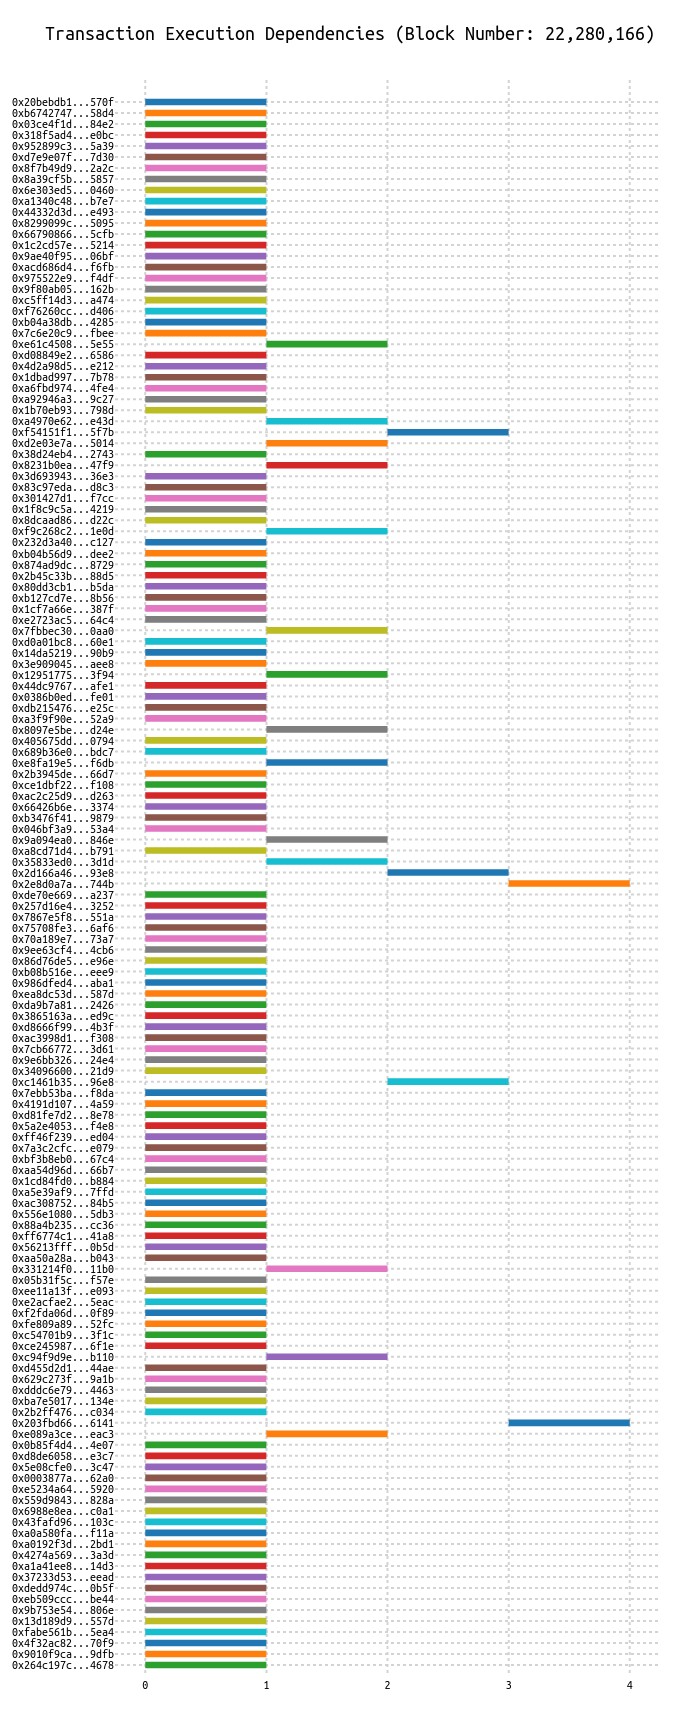 Transaction Execution Dependencies (Block Number: 22,280,166)
0x20bebdb1...570f
0xb6742747...58d4
0x03ce4f1d...84e2
0x318f5ad4...e0bc
0x952899c3...5a39
0xd7e9e07f...7d30
0x8f7b49d9...2a2c
0x8a39cf5b...5857
0x6e303ed5...0460
0xa1340c48...b7e7
0x44332d3d...e493
0x8299099c...5095
0x66790866...5cfb
0x1c2cd57e...5214
0x9ae40f95...06bf
0xacd686d4...f6fb
0x975522e9...f4df
0x9f80ab05...162b
0xc5ff14d3...a474
0xf76260cc...d406
0xb04a38db...4285
0x7c6e20c9...fbee
0xe61c4508...5e55
0xd08849e2...6586
0x4d2a98d5...e212
0x1dbad997...7b78
0xa6fbd974...4fe4
0xa92946a3...9c27
0x1b70eb93...798d
0xa4970e62...e43d
0xf54151f1...5f7b
0xd2e03e7a...5014
0x38d24eb4...2743
0x8231b0ea...47f9
0x3d693943...36e3
0x83c97eda...d8c3
0x301427d1...f7cc
0x1f8c9c5a...4219
0x8dcaad86...d22c
0xf9c268c2...1e0d
0x232d3a40...c127
0xb04b56d9...dee2
0x874ad9dc...8729
0x2b45c33b...88d5
0x80dd3cb1...b5da
0xb127cd7e...8b56
0x1cf7a66e...387f
0xe2723ac5...64c4
0x7fbbec30...0aa0
0xd0a01bc8...60e1
0x14da5219...90b9
0x3e909045...aee8
0x12951775...3f94
0x44dc9767...afe1
0x0386b0ed...fe01
0xdb215476...e25c
0xa3f9f90e...52a9
0x8097e5be...d24e
0x405675dd...0794
0x689b36e0...bdc7
0xe8fa19e5...f6db
0x2b3945de...66d7
0xce1dbf22...f108
0xac2c25d9...d263
0x66426b6e...3374
0xb3476f41...9879
0x046bf3a9...53a4
0x9a094ea0...846e
0xa8cd71d4...b791
0x35833ed0...3d1d
0x2d166a46...93e8
0x2e8d0a7a...744b
0xde70e669...a237
0x257d16e4...3252
0x7867e5f8...551a
0x75708fe3...6af6
0x70a189e7...73a7
0x9ee63cf4...4cb6
0x86d76de5...e96e
0xb08b516e...eee9
0x986dfed4...aba1
0xea8dc53d...587d
0xda9b7a81...2426
0x3865163a...ed9c
0xd8666f99...4b3f
0xac3998d1...f308
0x7cb66772...3d61
0x9e6bb326...24e4
0x34096600...21d9
0xc1461b35...96e8
0x7ebb53ba...f8da
0x4191d107...4a59
0xd81fe7d2...8e78
0x5a2e4053...f4e8
0xff46f239...ed04
0x7a3c2cfc...e079
0xbf3b8eb0...67c4
0xaa54d96d...66b7
0x1cd84fd0...b884
0xa5e39af9...7ffd
0xac308752...84b5
0x556e1080...5db3
0x88a4b235...cc36
0xff6774c1...41a8
0x56213fff...0b5d
0xaa50a28a...b043
0x331214f0...11b0
0x05b31f5c...f57e
0xee11a13f...e093
0xe2acfae2...5eac
0xf2fda06d...0f89
0xfe809a89...52fc
0xc54701b9...3f1c
0xce245987...6f1e
0xc94f9d9e...b110
0xd455d2d1...44ae
0x629c273f...9a1b
0xdddc6e79...4463
0xba7e5017...134e
0x2b2ff476...c034
0x203fbd66...6141
0xe089a3ce...eac3
0x0b85f4d4...4e07
0xd8de6058...e3c7
0x5e08cfe0...3c47
0x0003877a...62a0
0xe5234a64...5920
0x559d9843...828a
0x6988e8ea...c0a1
0x43fafd96...103c
0xa0a580fa...f11a
0xa0192f3d...2bd1
0x4274a569...3a3d
0xa1a41ee8...14d3
0x37233d53...eead
0xdedd974c...0b5f
0xeb509ccc...be44
0x9b753e54...806e
0x13d189d9...557d
0xfabe561b...5ea4
0x4f32ac82...70f9
0x9010f9ca...9dfb
0x264c197c...4678
0 1 2 3 4